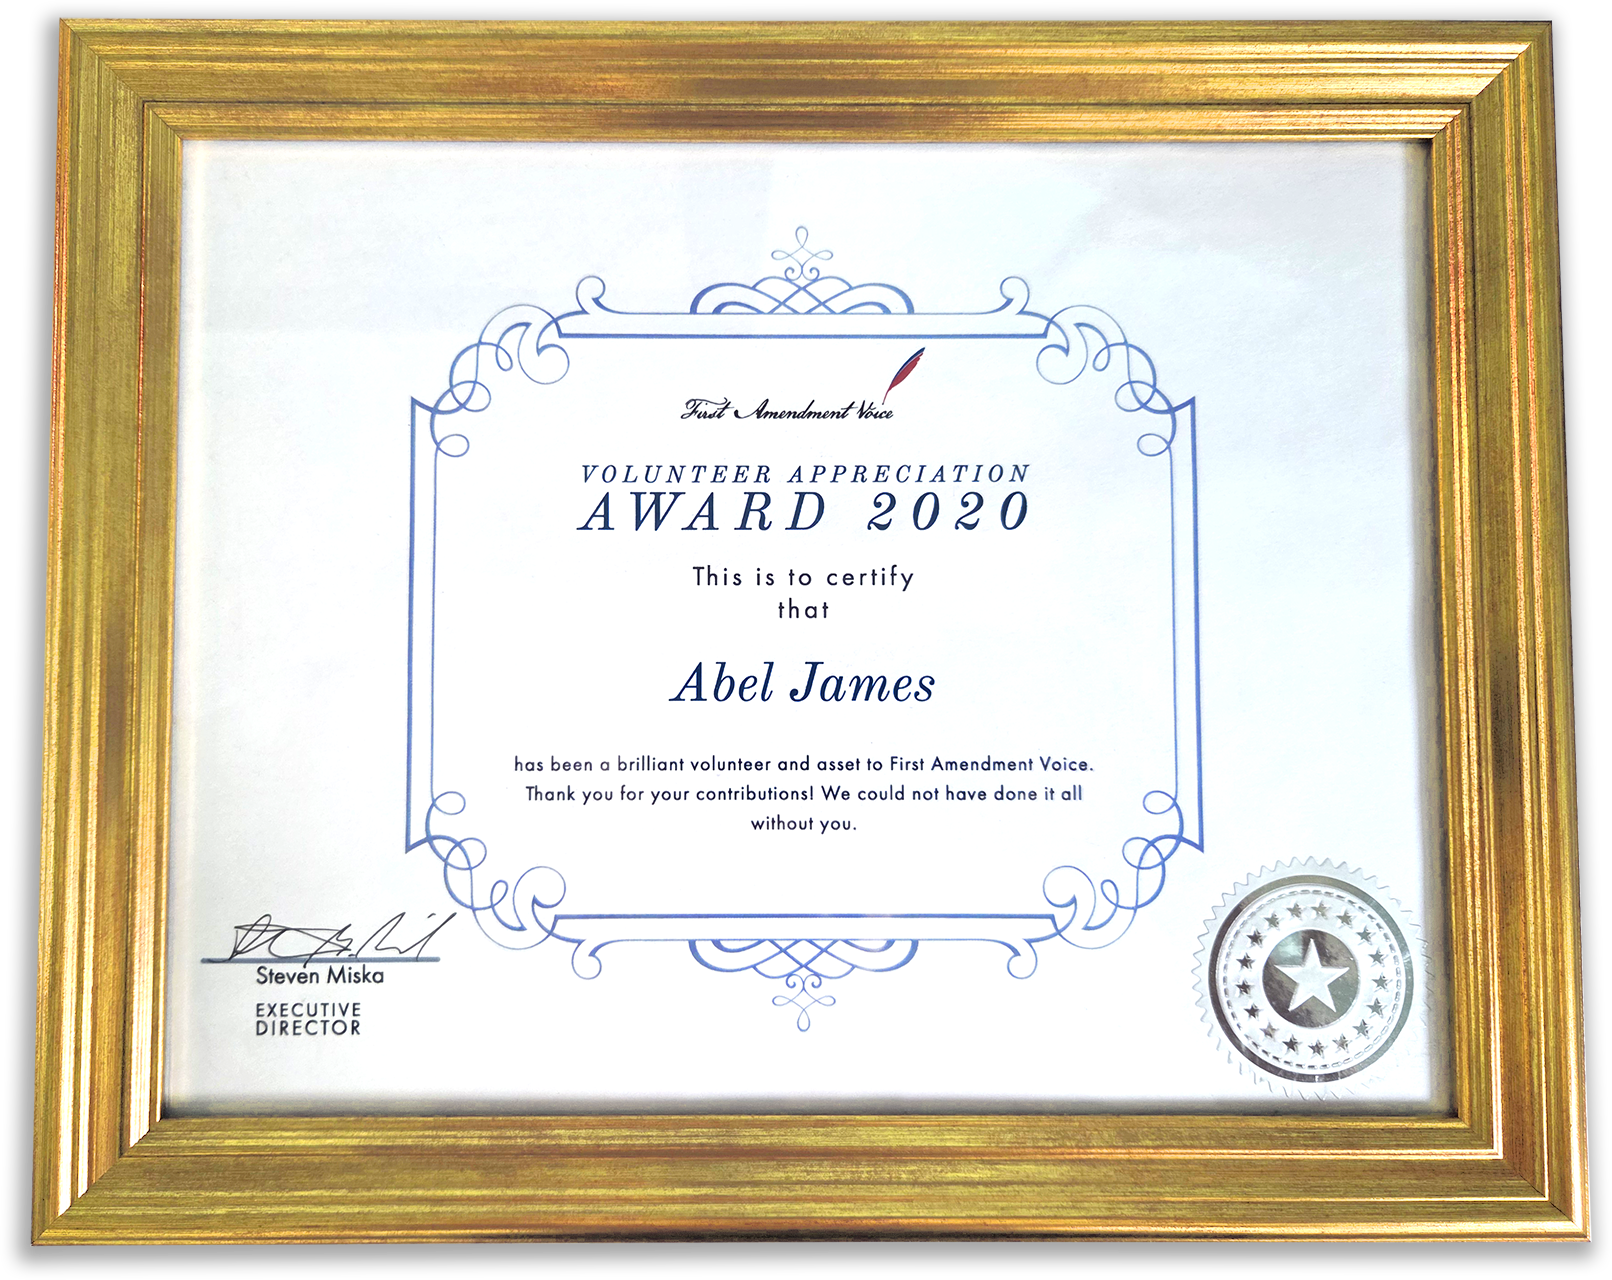 First Amendment Voice
VOLUNTEER APPRECIATION
AWARD 2020
This is to certify
that
Abel James
has been a brilliant volunteer and asset to First Amendment Voice.
Thank you for your contributions! We could not have done it all
without you.
Steven Miska
EXECUTIVE
DIRECTOR